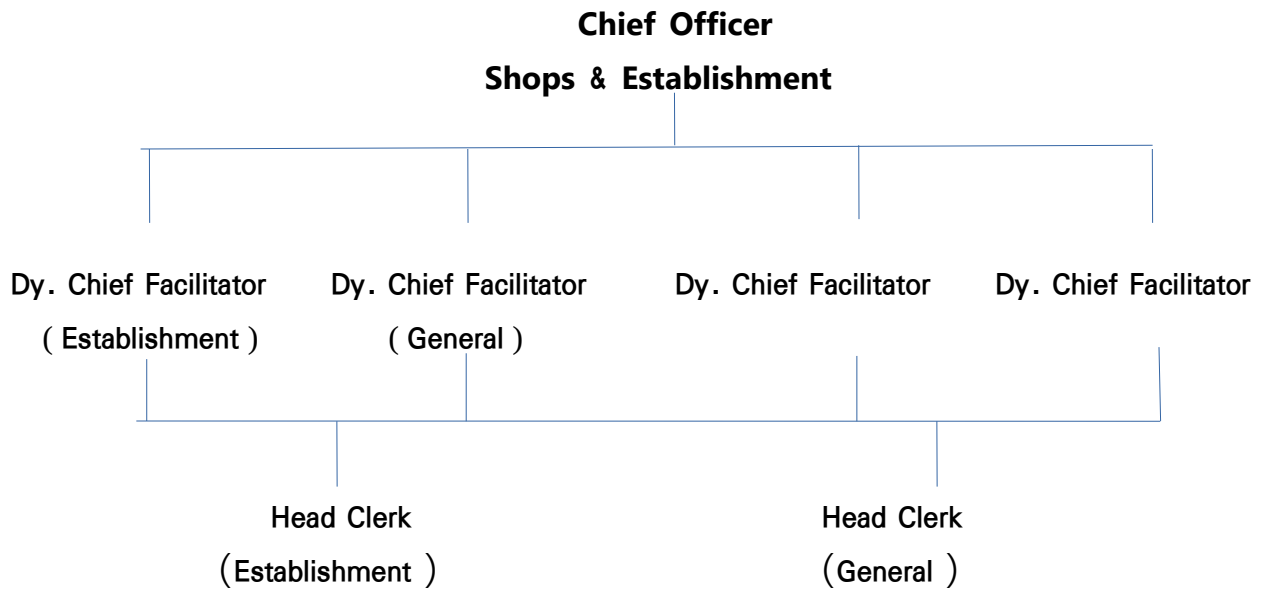 Chief Officer
Shops & Establishment
Dy. Chief Facilitator Dy. Chief Facilitator Dy. Chief Facilitator Dy. Chief Facilitator
( Establishment ) ( General )
Head Clerk Head Clerk
(Establishment ) (General )